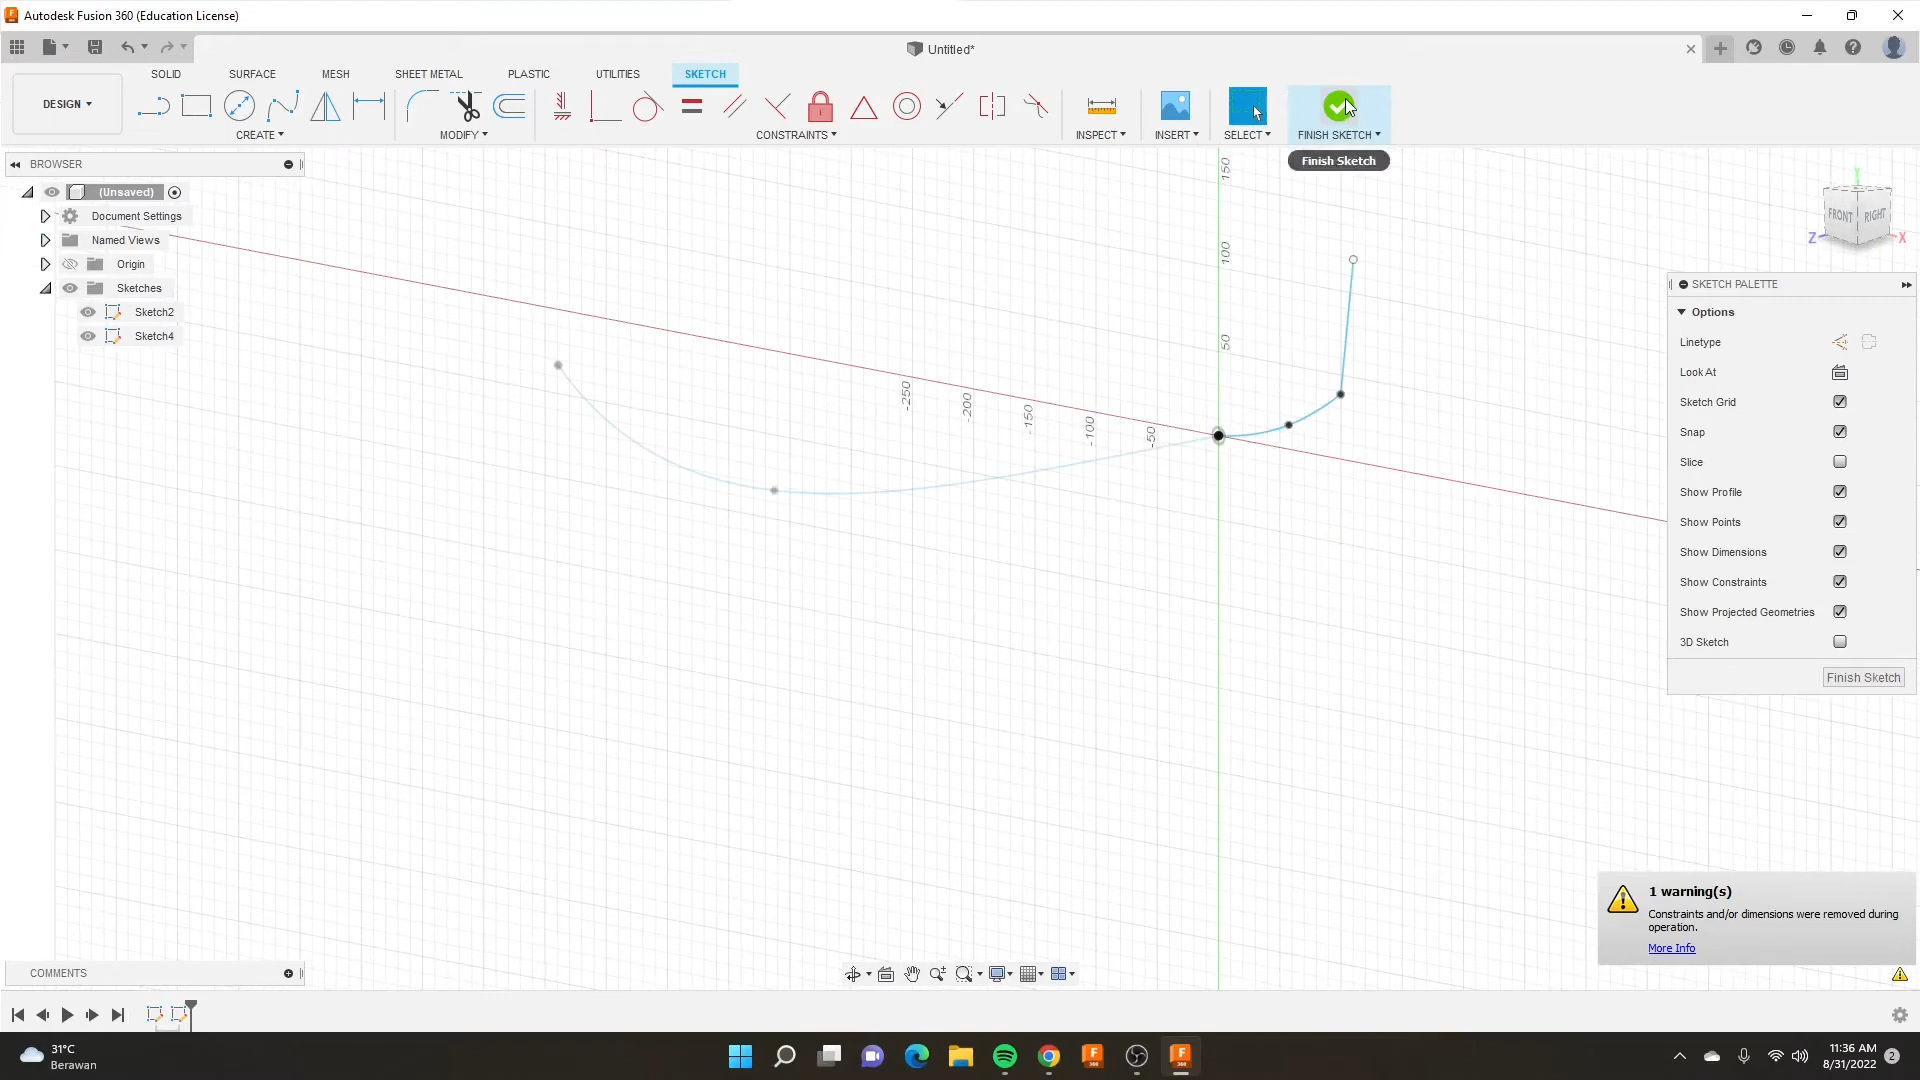 Autodesk Fusion 360 (Education License)
Untitled*
SOLID
SURFACE
MESH
SHEET METAL
PLASTIC
UTILITIES
SKETCH
DESIGN
CREATE
MODIFY
CONSTRAINTS
INSPECT
INSERT
SELECT
FINISH SKETCH
Finish Sketch
BROWSER
(Unsaved)
Document Settings
Named Views
Origin
Sketches
Sketch2
Sketch4
150
100
50
-250
-200
-150
-100
-50
FRONT
RIGHT
Y
Z
X
SKETCH PALETTE
Options
Linetype
Look At
Sketch Grid
Snap
Slice
Show Profile
Show Points
Show Dimensions
Show Constraints
Show Projected Geometries
3D Sketch
Finish Sketch
1 warning(s)
Constraints and/or dimensions were removed during
operation.
More Info
COMMENTS
31°C
Berawan
11:36 AM
8/31/2022
2